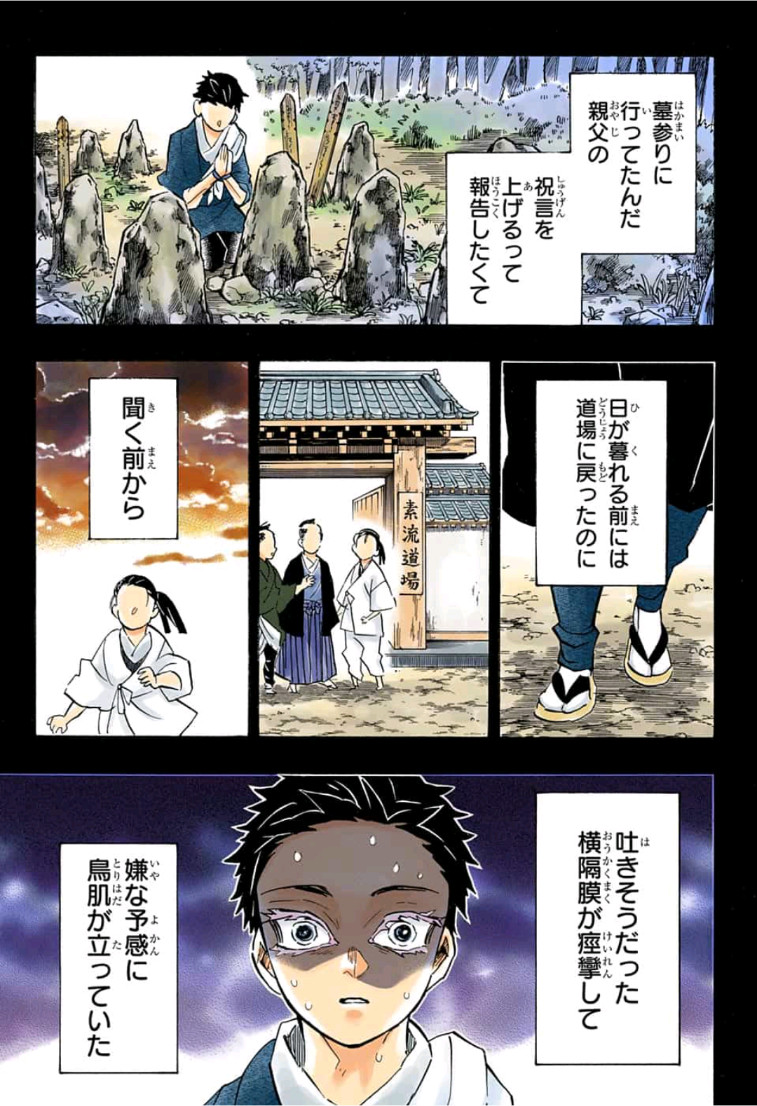 墓参りに
行ってたんだ
親父の
祝言を
上げるって
報告したくて
日が暮れる前には
道場に戻ったのに
素流道場
聞く前から
吐きそうだった
横隔膜が痙攣して
嫌な予感に
鳥肌が立っていた